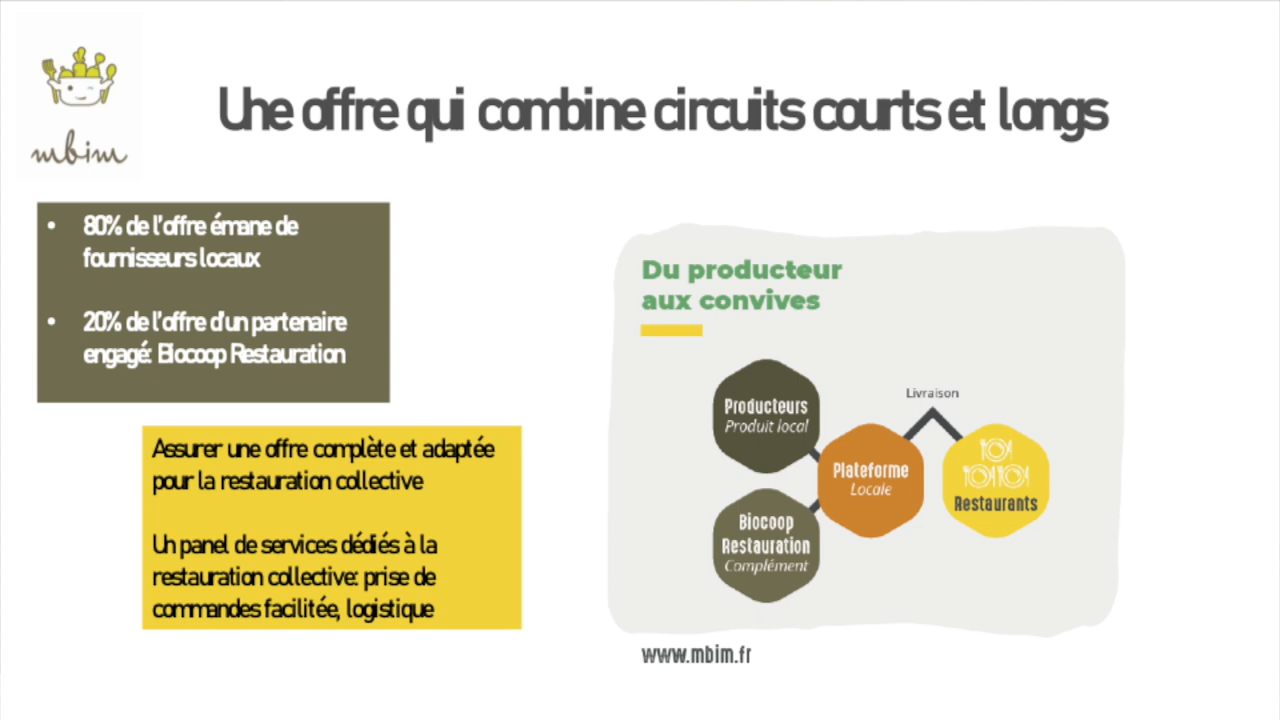 mbim
Une offre qui combine circuits courts et longs
• 80% de l'offre émane de
fournisseurs locaux
• 20% de l'offre d'un partenaire
engagé: Biocoop Restauration
Assurer une offre complète et adaptée
pour la restauration collective
Un panel de services dédiés à la
restauration collective: prise de
commandes facilitée, logistique
Du producteur
aux convives
Producteurs
Produit local
Biocoop
Restauration
Complément
Plateforme
Locale
Livraison
Restaurants
www.mbim.fr